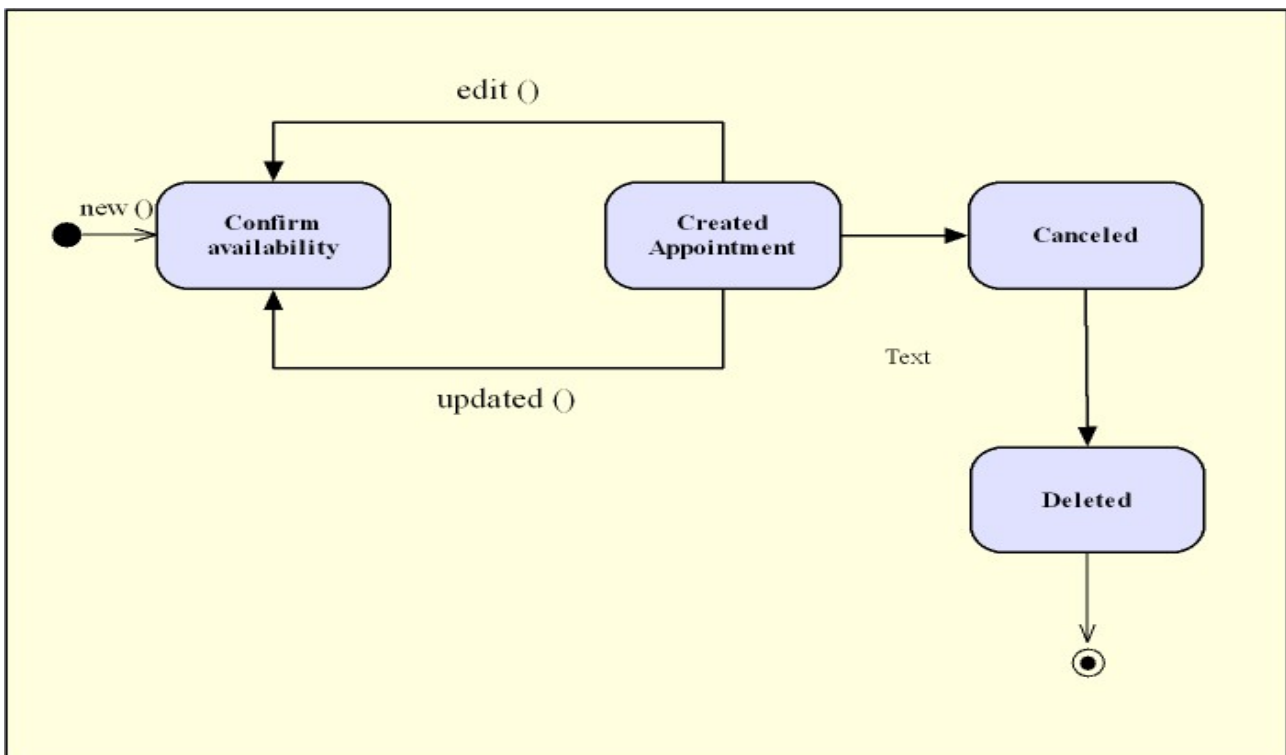 edit ()
new ()
Confirm
availability
Created
Appointment
Canceled
Text
updated ()
Deleted